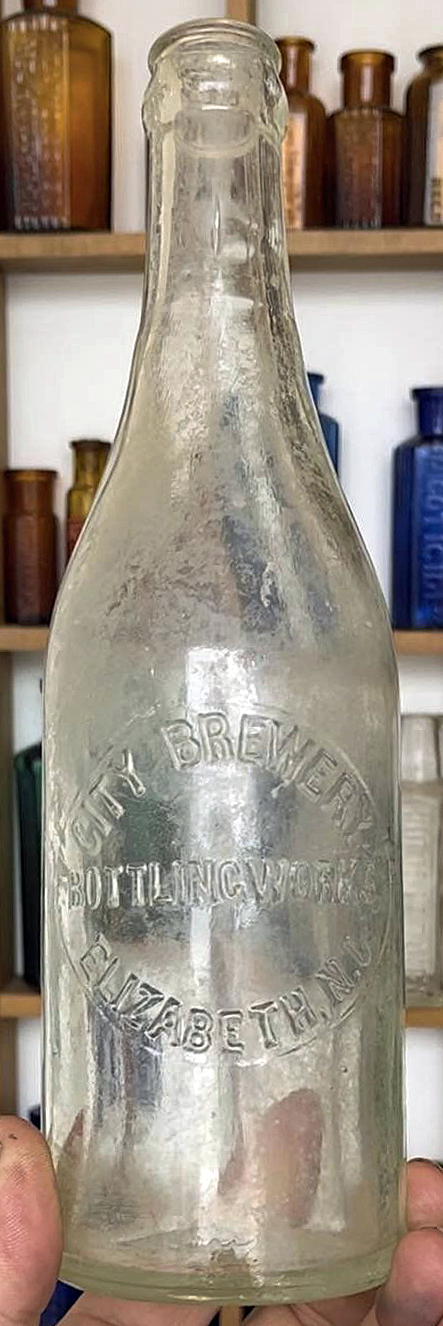 CITY BREWERY
BOTTLING WORKS
ELIZABETH, N.J.